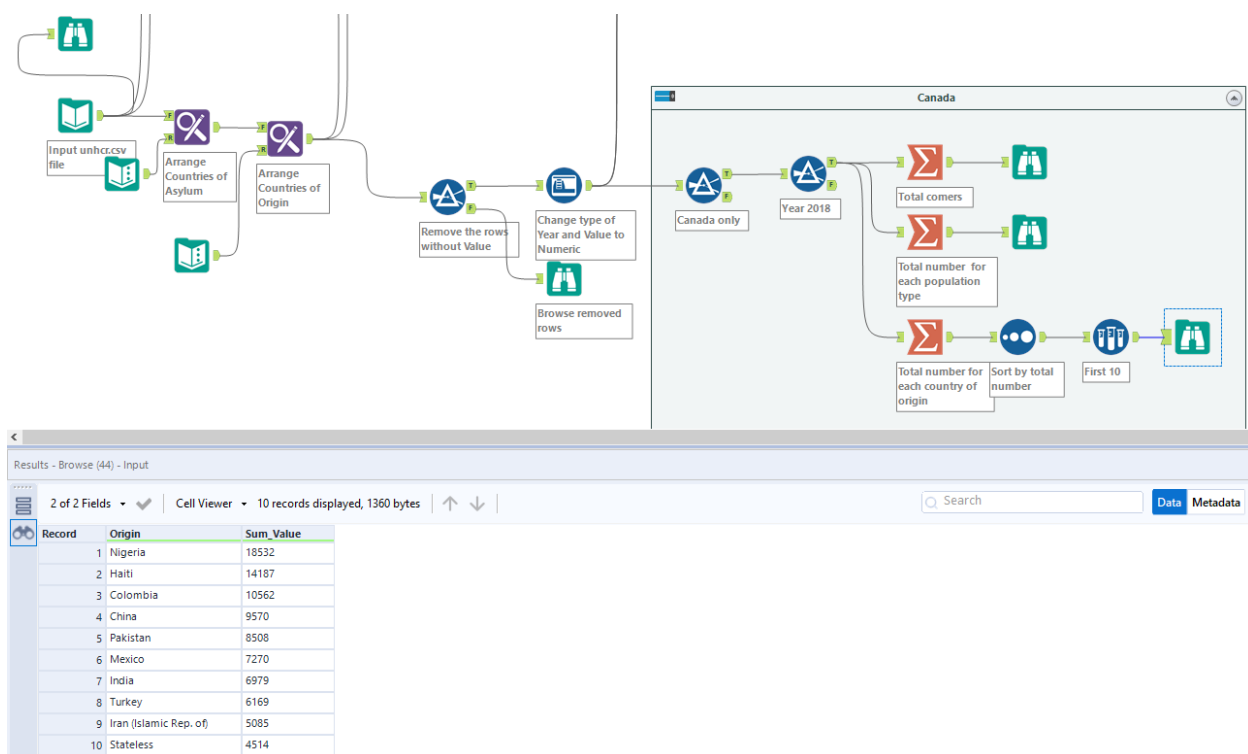 Canada
Input unhcr.csv
file
Arrange
Countries of
Asylum
Arrange
Countries of
Origin
Remove the rows
without Value
Change type of
Year and Value to
Numeric
Browse removed
rows
Canada only
Year 2018
Total comers
Total number for
each population
type
Total number for
each country of
origin
Sort by total
number
First 10
T
F
F
R
F
R
T
F
T
F
Results - Browse (44) - Input
2 of 2 Fields Cell Viewer 10 records displayed, 1360 bytes Search Data Metadata
Record Origin Sum_Value
1 Nigeria 18532
2 Haiti 14187
3 Colombia 10562
4 China 9570
5 Pakistan 8508
6 Mexico 7270
7 India 6979
8 Turkey 6169
9 Iran (Islamic Rep. of) 5085
10 Stateless 4514